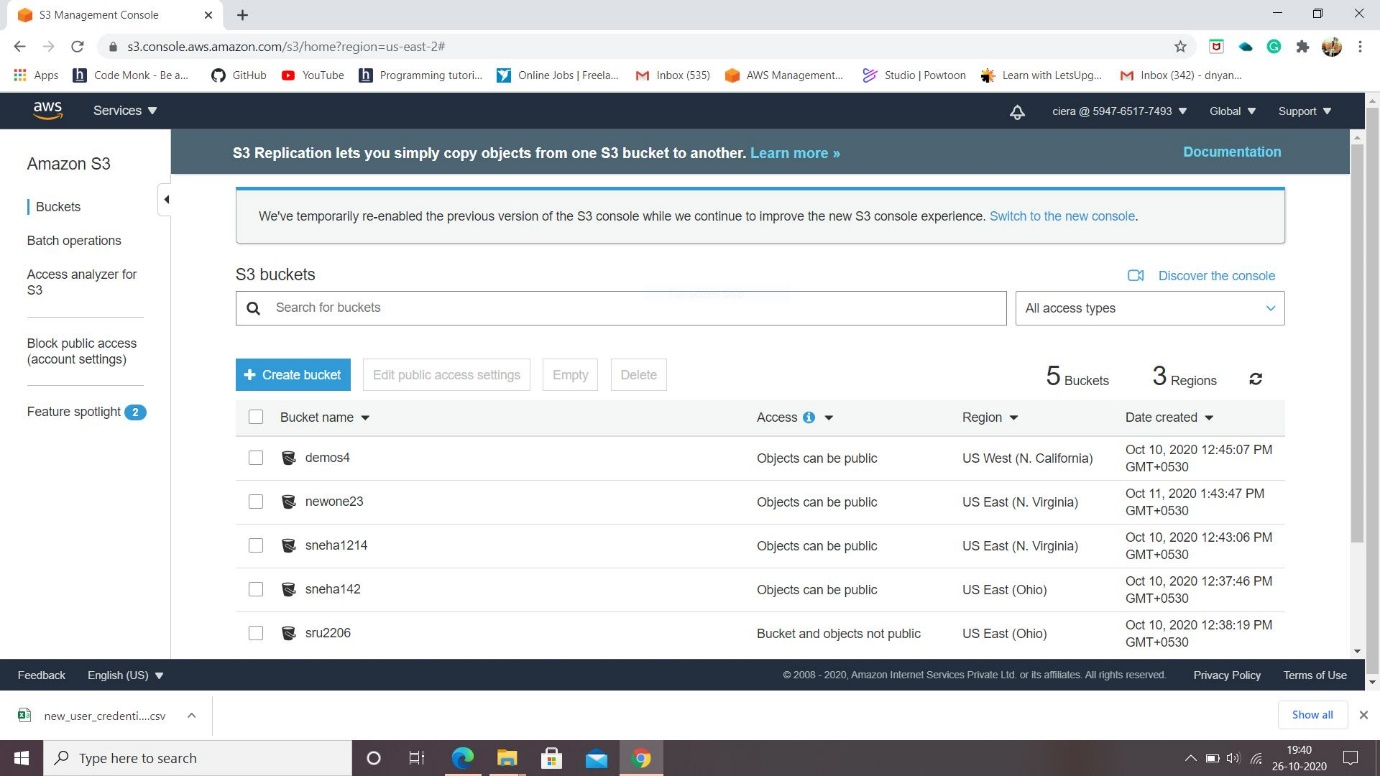 S3 Management Console
s3.console.aws.amazon.com/s3/home?region=us-east-2#
Apps
Code Monk - Be a...
GitHub
YouTube
Programming tutori...
Online Jobs | Freela...
Inbox (535)
AWS Management...
Studio | Powtoon
Learn with LetsUpg...
Inbox (342) - dnyan...
aws
Services
ciera @ 5947-6517-7493
Global
Support
Amazon S3
Buckets
Batch operations
Access analyzer for
S3
Block public access
(account settings)
Feature spotlight 2
S3 Replication lets you simply copy objects from one S3 bucket to another. Learn more »
Documentation
We've temporarily re-enabled the previous version of the S3 console while we continue to improve the new S3 console experience. Switch to the new console.
S3 buckets
Discover the console
Search for buckets
All access types
+ Create bucket
Edit public access settings
Empty
Delete
5 Buckets
3 Regions
Bucket name
Access
Region
Date created
demos4
Objects can be public
US West (N. California)
Oct 10, 2020 12:45:07 PM
GMT+0530
newone23
Objects can be public
US East (N. Virginia)
Oct 11, 2020 1:43:47 PM
GMT+0530
sneha1214
Objects can be public
US East (N. Virginia)
Oct 10, 2020 12:43:06 PM
GMT+0530
sneha142
Objects can be public
US East (Ohio)
Oct 10, 2020 12:37:46 PM
GMT+0530
sru2206
Bucket and objects not public
US East (Ohio)
Oct 10, 2020 12:38:19 PM
GMT+0530
Feedback
English (US)
© 2008 - 2020, Amazon Internet Services Private Ltd. or its affiliates. All rights reserved.
Privacy Policy
Terms of Use
new_user_credenti....csv
Show all
Type here to search
19:40
26-10-2020